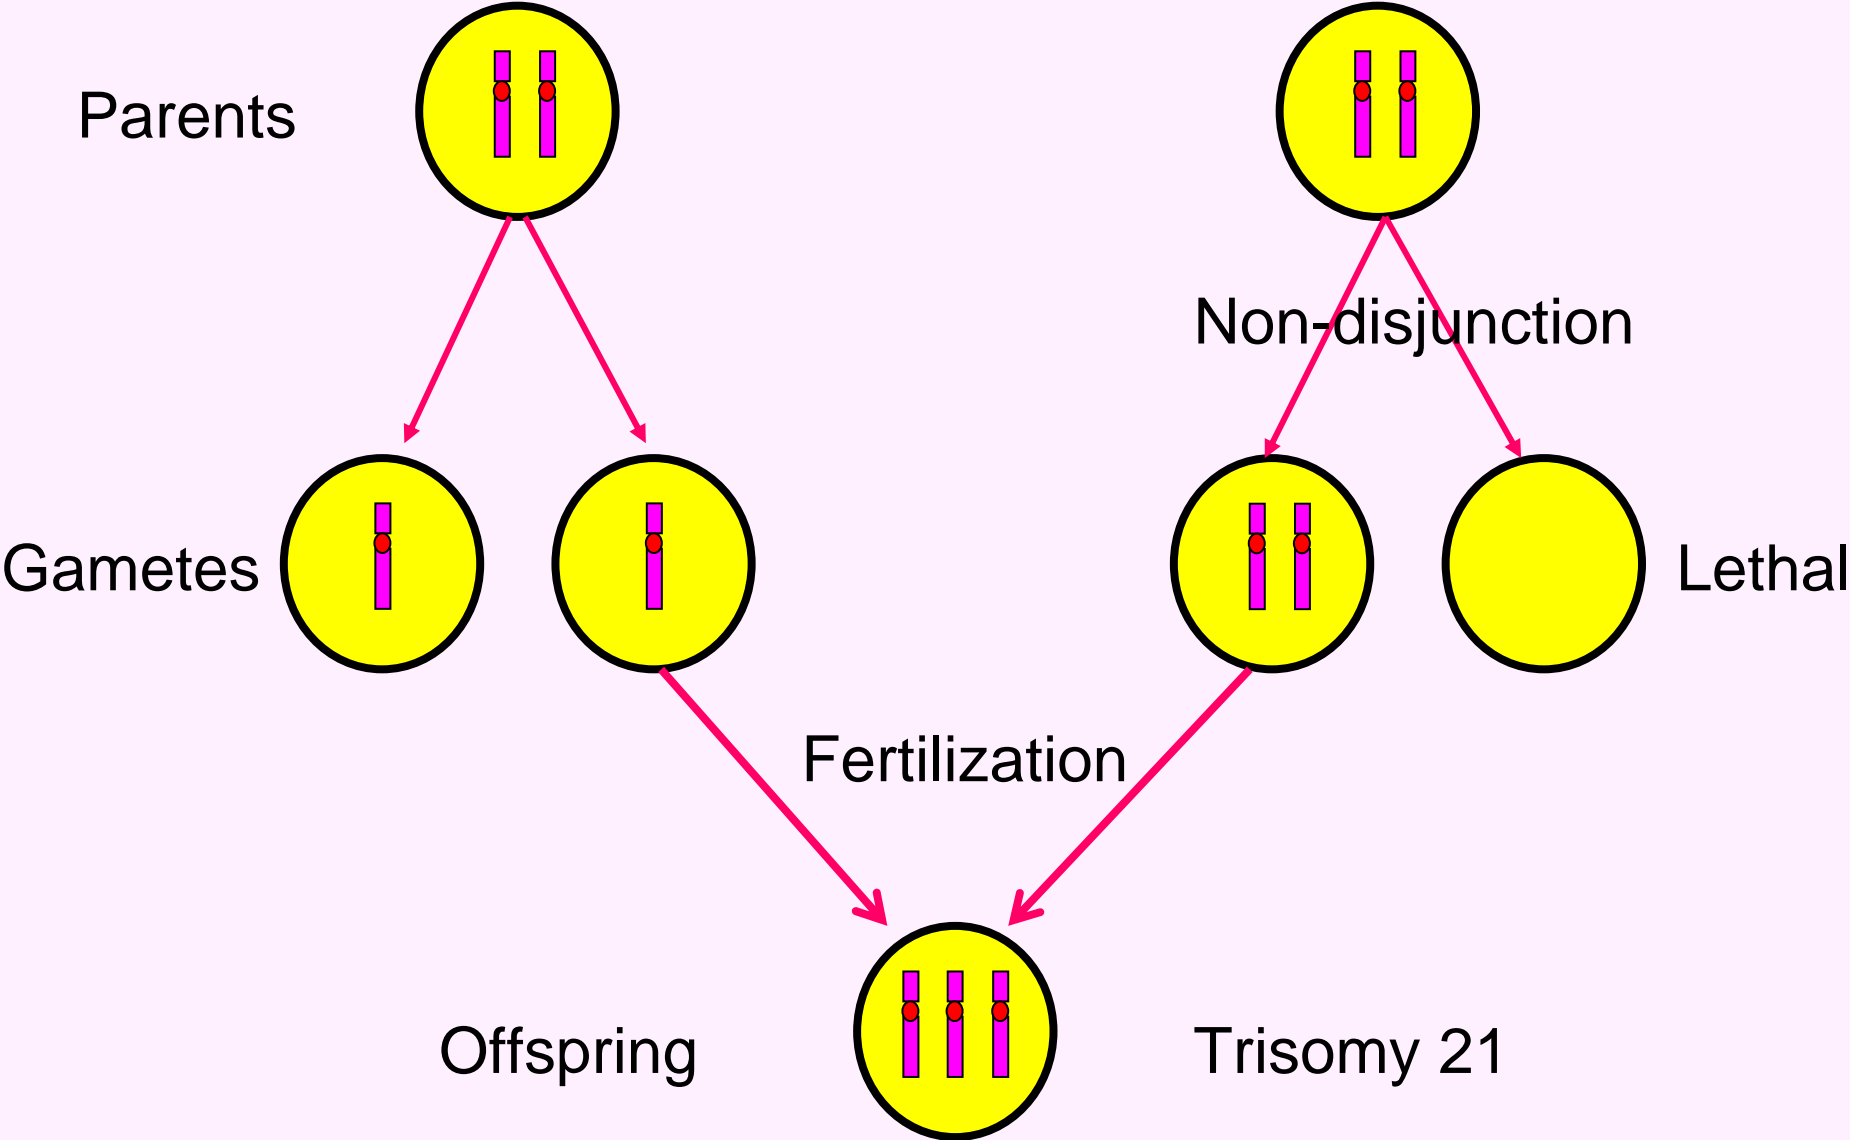 Parents
Non-disjunction
Gametes
Lethal
Fertilization
Offspring
Trisomy 21